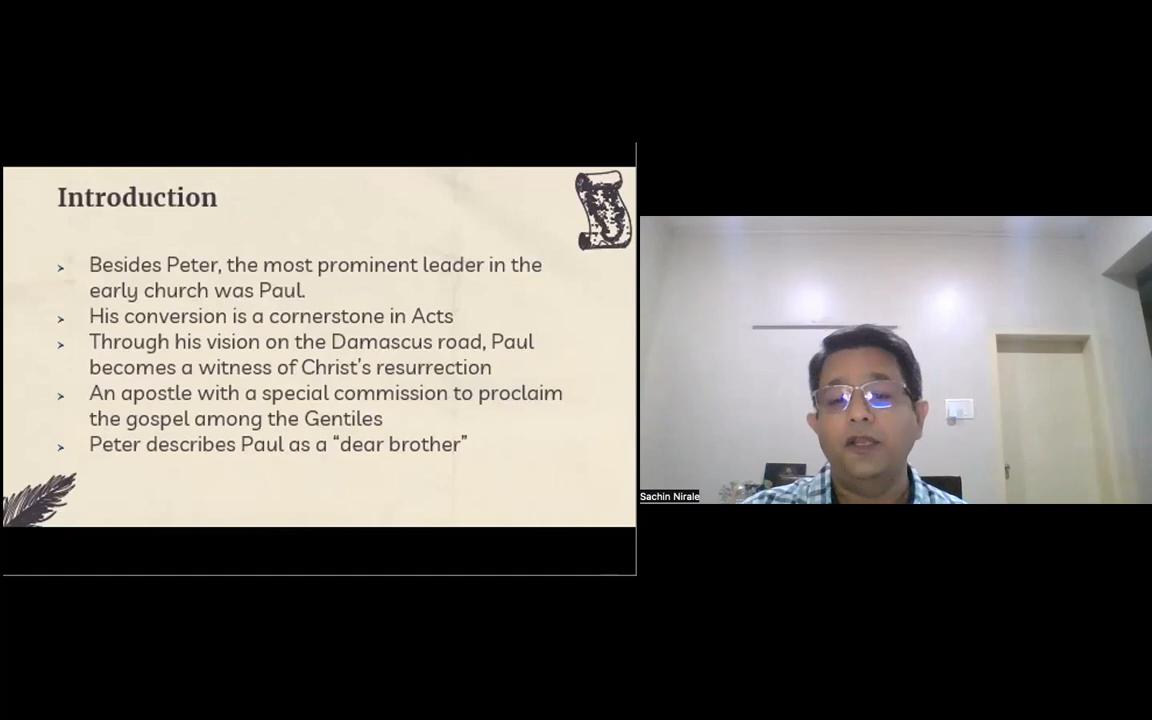 Introduction
➢ Besides Peter, the most prominent leader in the
early church was Paul.
➢ His conversion is a cornerstone in Acts
➢ Through his vision on the Damascus road, Paul
becomes a witness of Christ’s resurrection
➢ An apostle with a special commission to proclaim
the gospel among the Gentiles
➢ Peter describes Paul as a “dear brother”
Sachin Nirale